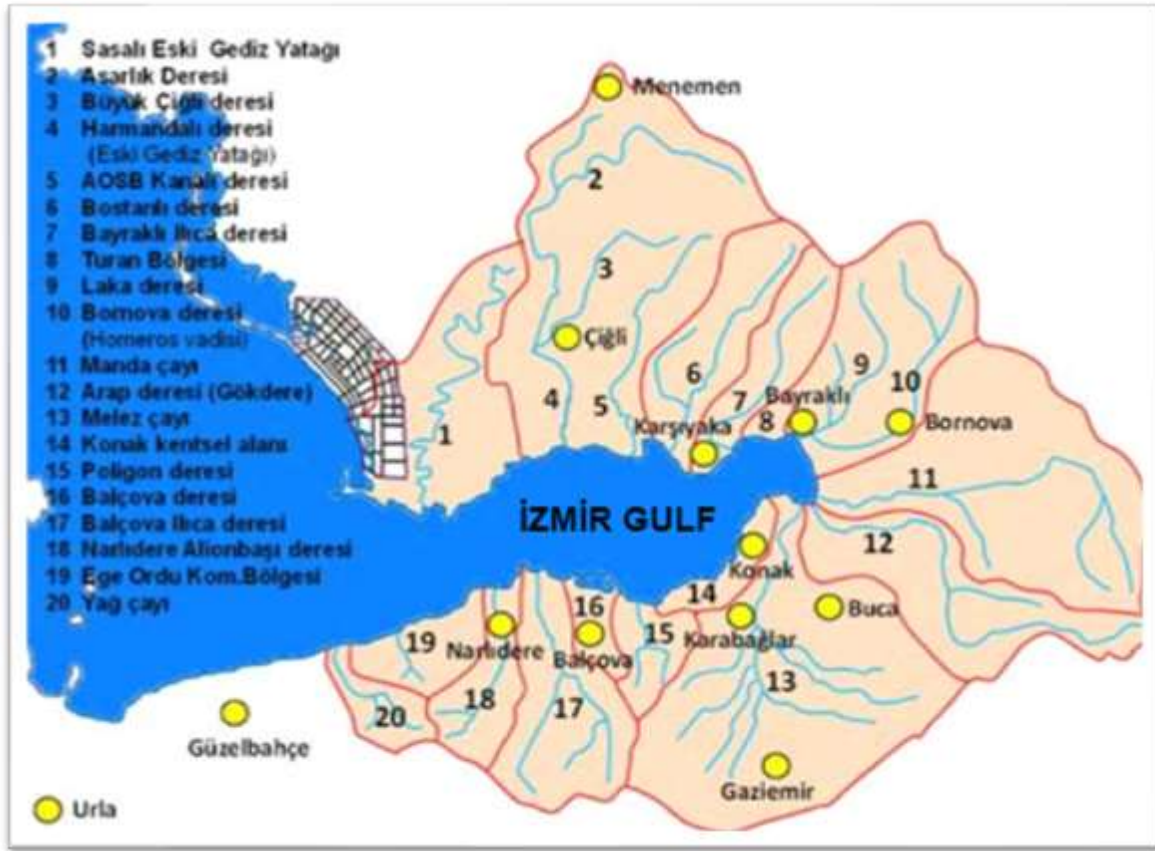 1 Sasalı Eski Gediz Yatağı
2 Asarlık Deresi
3 Büyük Çiğli deresi
4 Harmandalı deresi
(Eski Gediz Yatağı)
5 AOSB Kanalı deresi
6 Bostanlı deresi
7 Bayraklı Ilıca deresi
8 Turan Bölgesi
9 Laka deresi
10 Bornova deresi
(Homeros vadisi)
11 Manda çayı
12 Arap deresi (Gökdere)
13 Melez çayı
14 Konak kentsel alanı
15 Poligon deresi
16 Balçova deresi
17 Balçova Ilıca deresi
18 Narlıdere Alionbaşı deresi
19 Ege Ordu Kom.Bölgesi
20 Yağ çayı
Menemen
2
3
Çiğli
4
5
1
6
7
8
9
10
Karşıyaka
Bayraklı
Bornova
11
12
İZMİR GULF
Konak
14
Buca
Karabağlar
13
Gaziemir
15
16
Balçova
17
Narlıdere
18
19
20
Güzelbahçe
Urla